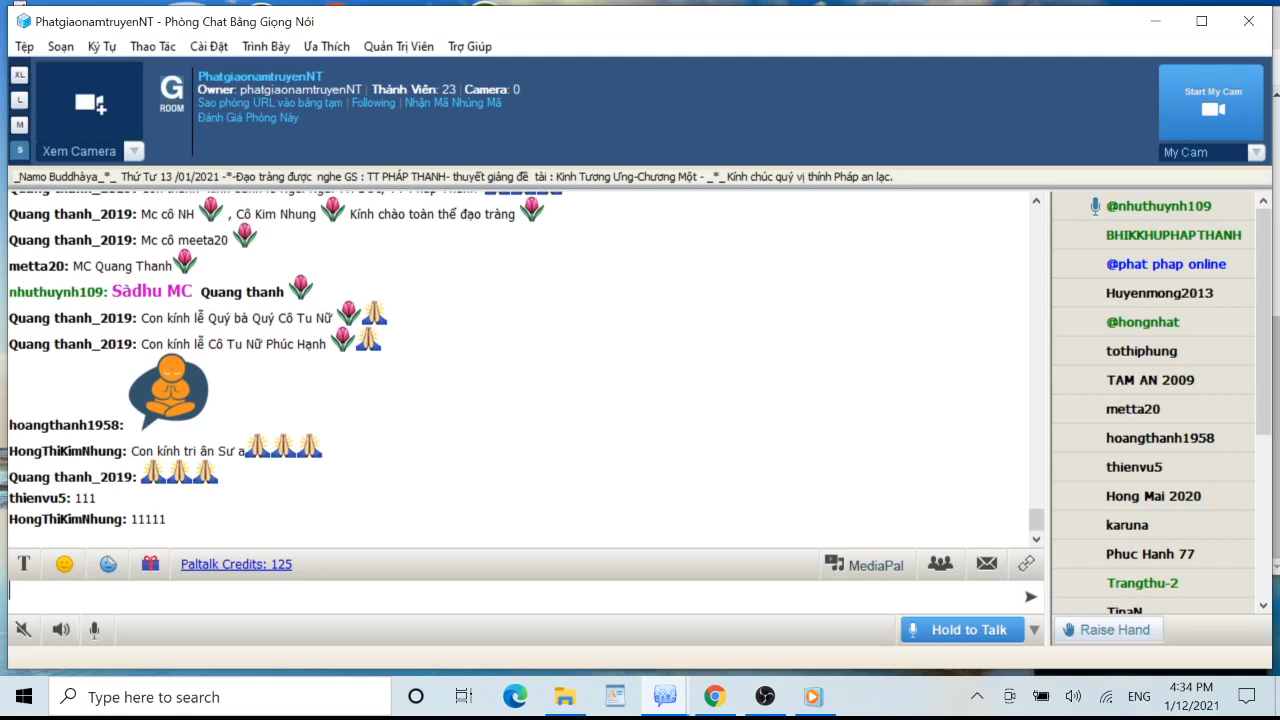 PhatgiaonamtruyenNT - Phòng Chat Bằng Giọng Nói
Tệp Soạn Ký Tự Thao Tác Cài Đặt Trình Bày Ưa Thích Quản Trị Viên Trợ Giúp
XL
L
M
S
Xem Camera
G
ROOM
PhatgiaonamtruyenNT
Owner: phatgiaonamtruyenNT | Thành Viên: 23 | Camera: 0
Sao phỏng URL vào bảng tạm | Following | Nhận Mã Nhúng Mã
Đánh Giá Phòng Này
Start My Cam
My Cam
_Namo Buddhàya_*_ Thứ Tư 13 /01/2021 -*-Đạo tràng được nghe GS : TT PHÁP THANH- thuyết giảng đề tài : Kinh Tương Ưng-Chương Một - _*_ Kính chúc quý vị thính Pháp an lạc.
Quang thanh_2019: Mc cô NH , Cô Kim Nhung Kính chào toàn thể đạo tràng
Quang thanh_2019: Mc cô meeta20
metta20: MC Quang Thanh
nhuthuynh109: Sàdhu MC Quang thanh
Quang thanh_2019: Con kính lễ Quý bà Quý Cô Tu Nữ
Quang thanh_2019: Con kính lễ Cô Tu Nữ Phúc Hạnh
hoangthanh1958:
HongThiKimNhung: Con kính tri ân Sư a
Quang thanh_2019:
thienvu5: 111
HongThiKimNhung: 11111
@nhuthuynh109
BHIKKHUPHAPTHANH
@phat phap online
Huyenmong2013
@hongnhat
tothiphung
TAM AN 2009
metta20
hoangthanh1958
thienvu5
Hong Mai 2020
karuna
Phuc Hanh 77
Trangthu-2
TinaN
T Paltalk Credits: 125 MediaPal
Hold to Talk Raise Hand
Type here to search
ENG
4:34 PM
1/12/2021